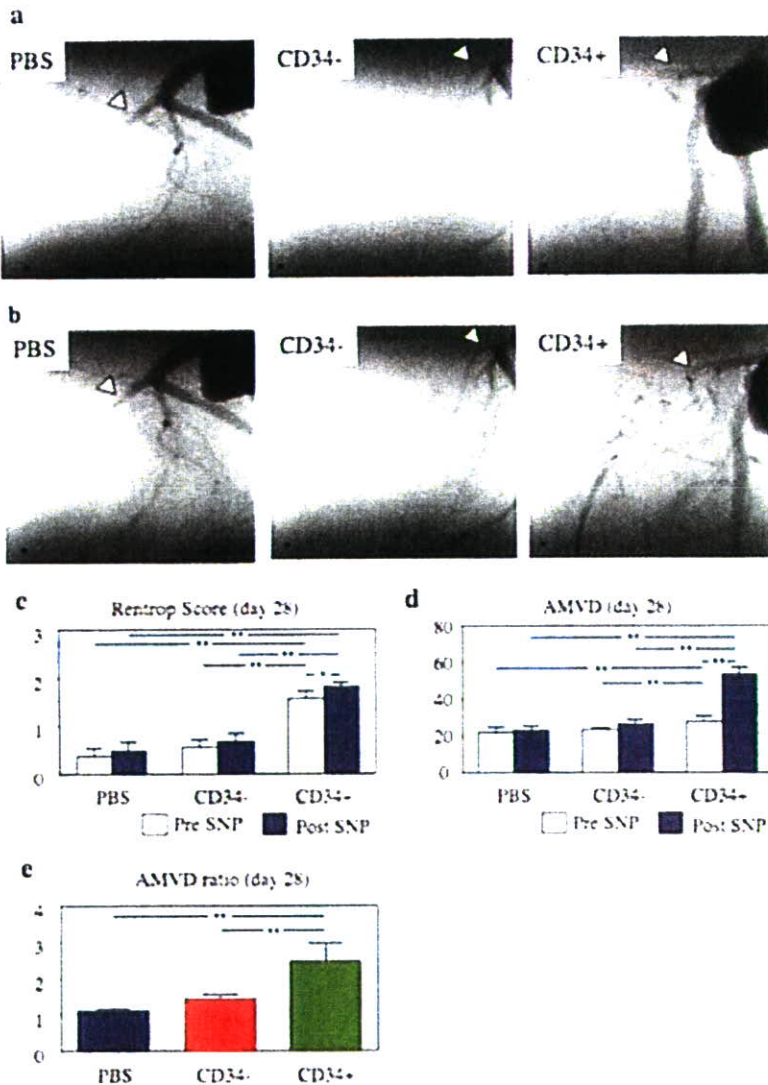 a
PBS
CD34-
CD34+
b
PBS
CD34-
CD34+
c
Rentrop Score (day 28)
3
2
1
0
**
**
**
**
*
PBS
CD34-
CD34+
Pre SNP
Post SNP
d
AMVD (day 28)
80
60
40
20
0
**
**
**
**
PBS
CD34-
CD34+
Pre SNP
Post SNP
e
AMVD ratio (day 28)
4
3
2
1
0
**
**
PBS
CD34-
CD34+